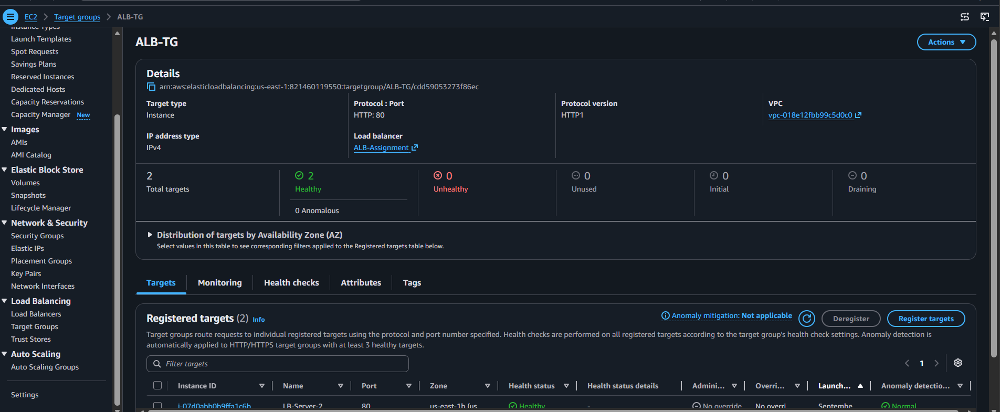 EC2 > Target groups > ALB-TG
Instance Types
Launch Templates
Spot Requests
Savings Plans
Reserved Instances
Dedicated Hosts
Capacity Reservations
Capacity Manager New
Images
AMIs
AMI Catalog
Elastic Block Store
Volumes
Snapshots
Lifecycle Manager
Network & Security
Security Groups
Elastic IPs
Placement Groups
Key Pairs
Network Interfaces
Load Balancing
Load Balancers
Target Groups
Trust Stores
Auto Scaling
Auto Scaling Groups
Settings
ALB-TG
Actions
Details
arn:aws:elasticloadbalancing:us-east-1:821460119550:targetgroup/ALB-TG/cdd59053273f86ec
Target type
Instance
Protocol : Port
HTTP: 80
Protocol version
HTTP1
VPC
vpc-018e12fbb99c5d0c0
IP address type
IPv4
Load balancer
ALB-Assignment
2
Total targets
2
Healthy
0 Anomalous
0
Unhealthy
0
Unused
0
Initial
0
Draining
Distribution of targets by Availability Zone (AZ)
Select values in this table to see corresponding filters applied to the Registered targets table below.
Targets Monitoring Health checks Attributes Tags
Registered targets (2) Info
Anomaly mitigation: Not applicable
Deregister
Register targets
Target groups route requests to individual registered targets using the protocol and port number specified. Health checks are performed on all registered targets according to the target group's health check settings. Anomaly detection is
automatically applied to HTTP/HTTPS target groups with at least 3 healthy targets.
Filter targets
1
Instance ID Name Port Zone Health status Health status details Admini... Overri... Launch... Anomaly detectio...
i-07d0abb0b9ffa1c6b LB-Server-2 80 us-east-1b (us Healthy - No override No overri Septembe Normal